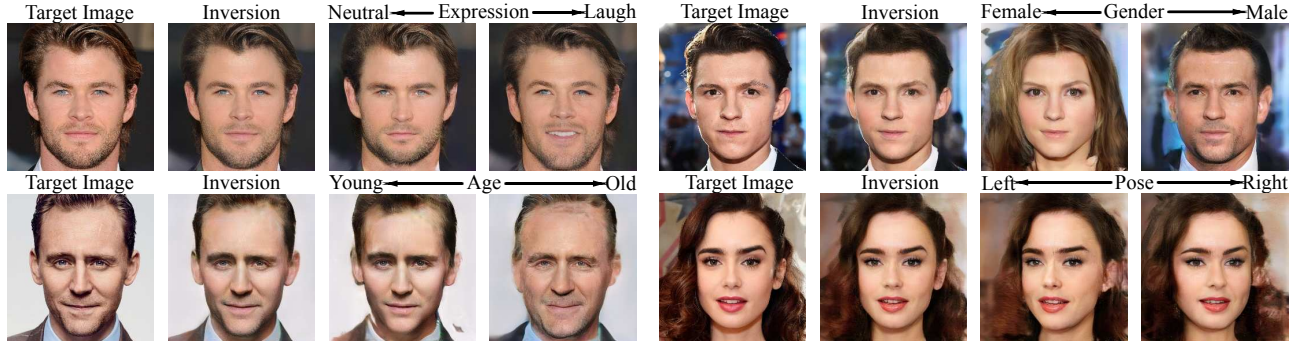 Target Image Inversion Neutral Expression Laugh
Target Image Inversion Female Gender Male
Target Image Inversion Young Age Old
Target Image Inversion Left Pose Right